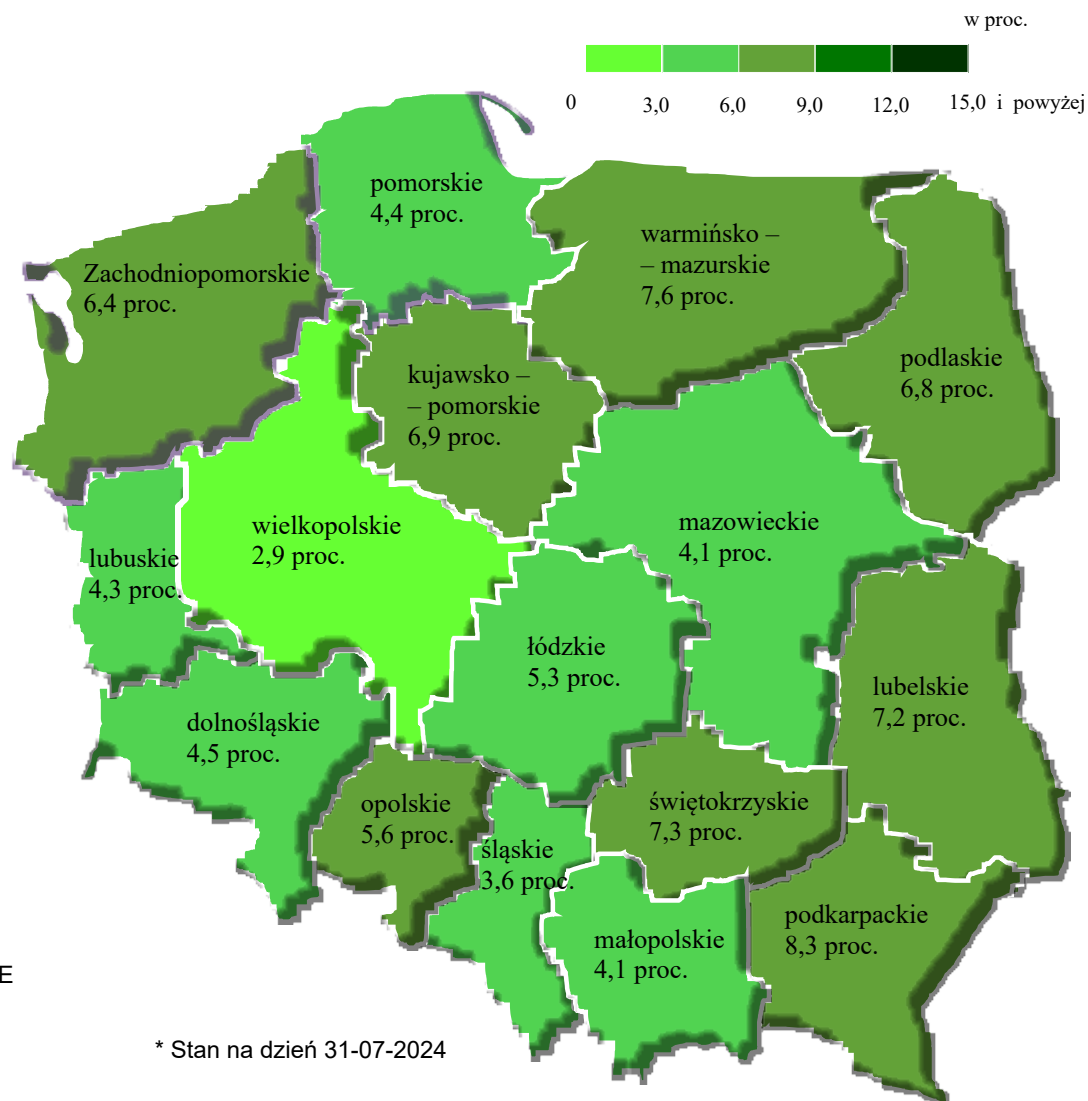 w proc.
0 3,0 6,0 9,0 12,0 15,0 i powyżej
pomorskie
4,4 proc.
warmińsko –
– mazurskie
7,6 proc.
Zachodniopomorskie
6,4 proc.
podlaskie
6,8 proc.
kujawsko –
– pomorskie
6,9 proc.
wielkopolskie
2,9 proc.
mazowieckie
4,1 proc.
lubuskie
4,3 proc.
łódzkie
5,3 proc.
lubelskie
7,2 proc.
dolnośląskie
4,5 proc.
opolskie
5,6 proc.
świętokrzyskie
7,3 proc.
śląskie
3,6 proc.
podkarpackie
8,3 proc.
małopolskie
4,1 proc.
E
* Stan na dzień 31-07-2024